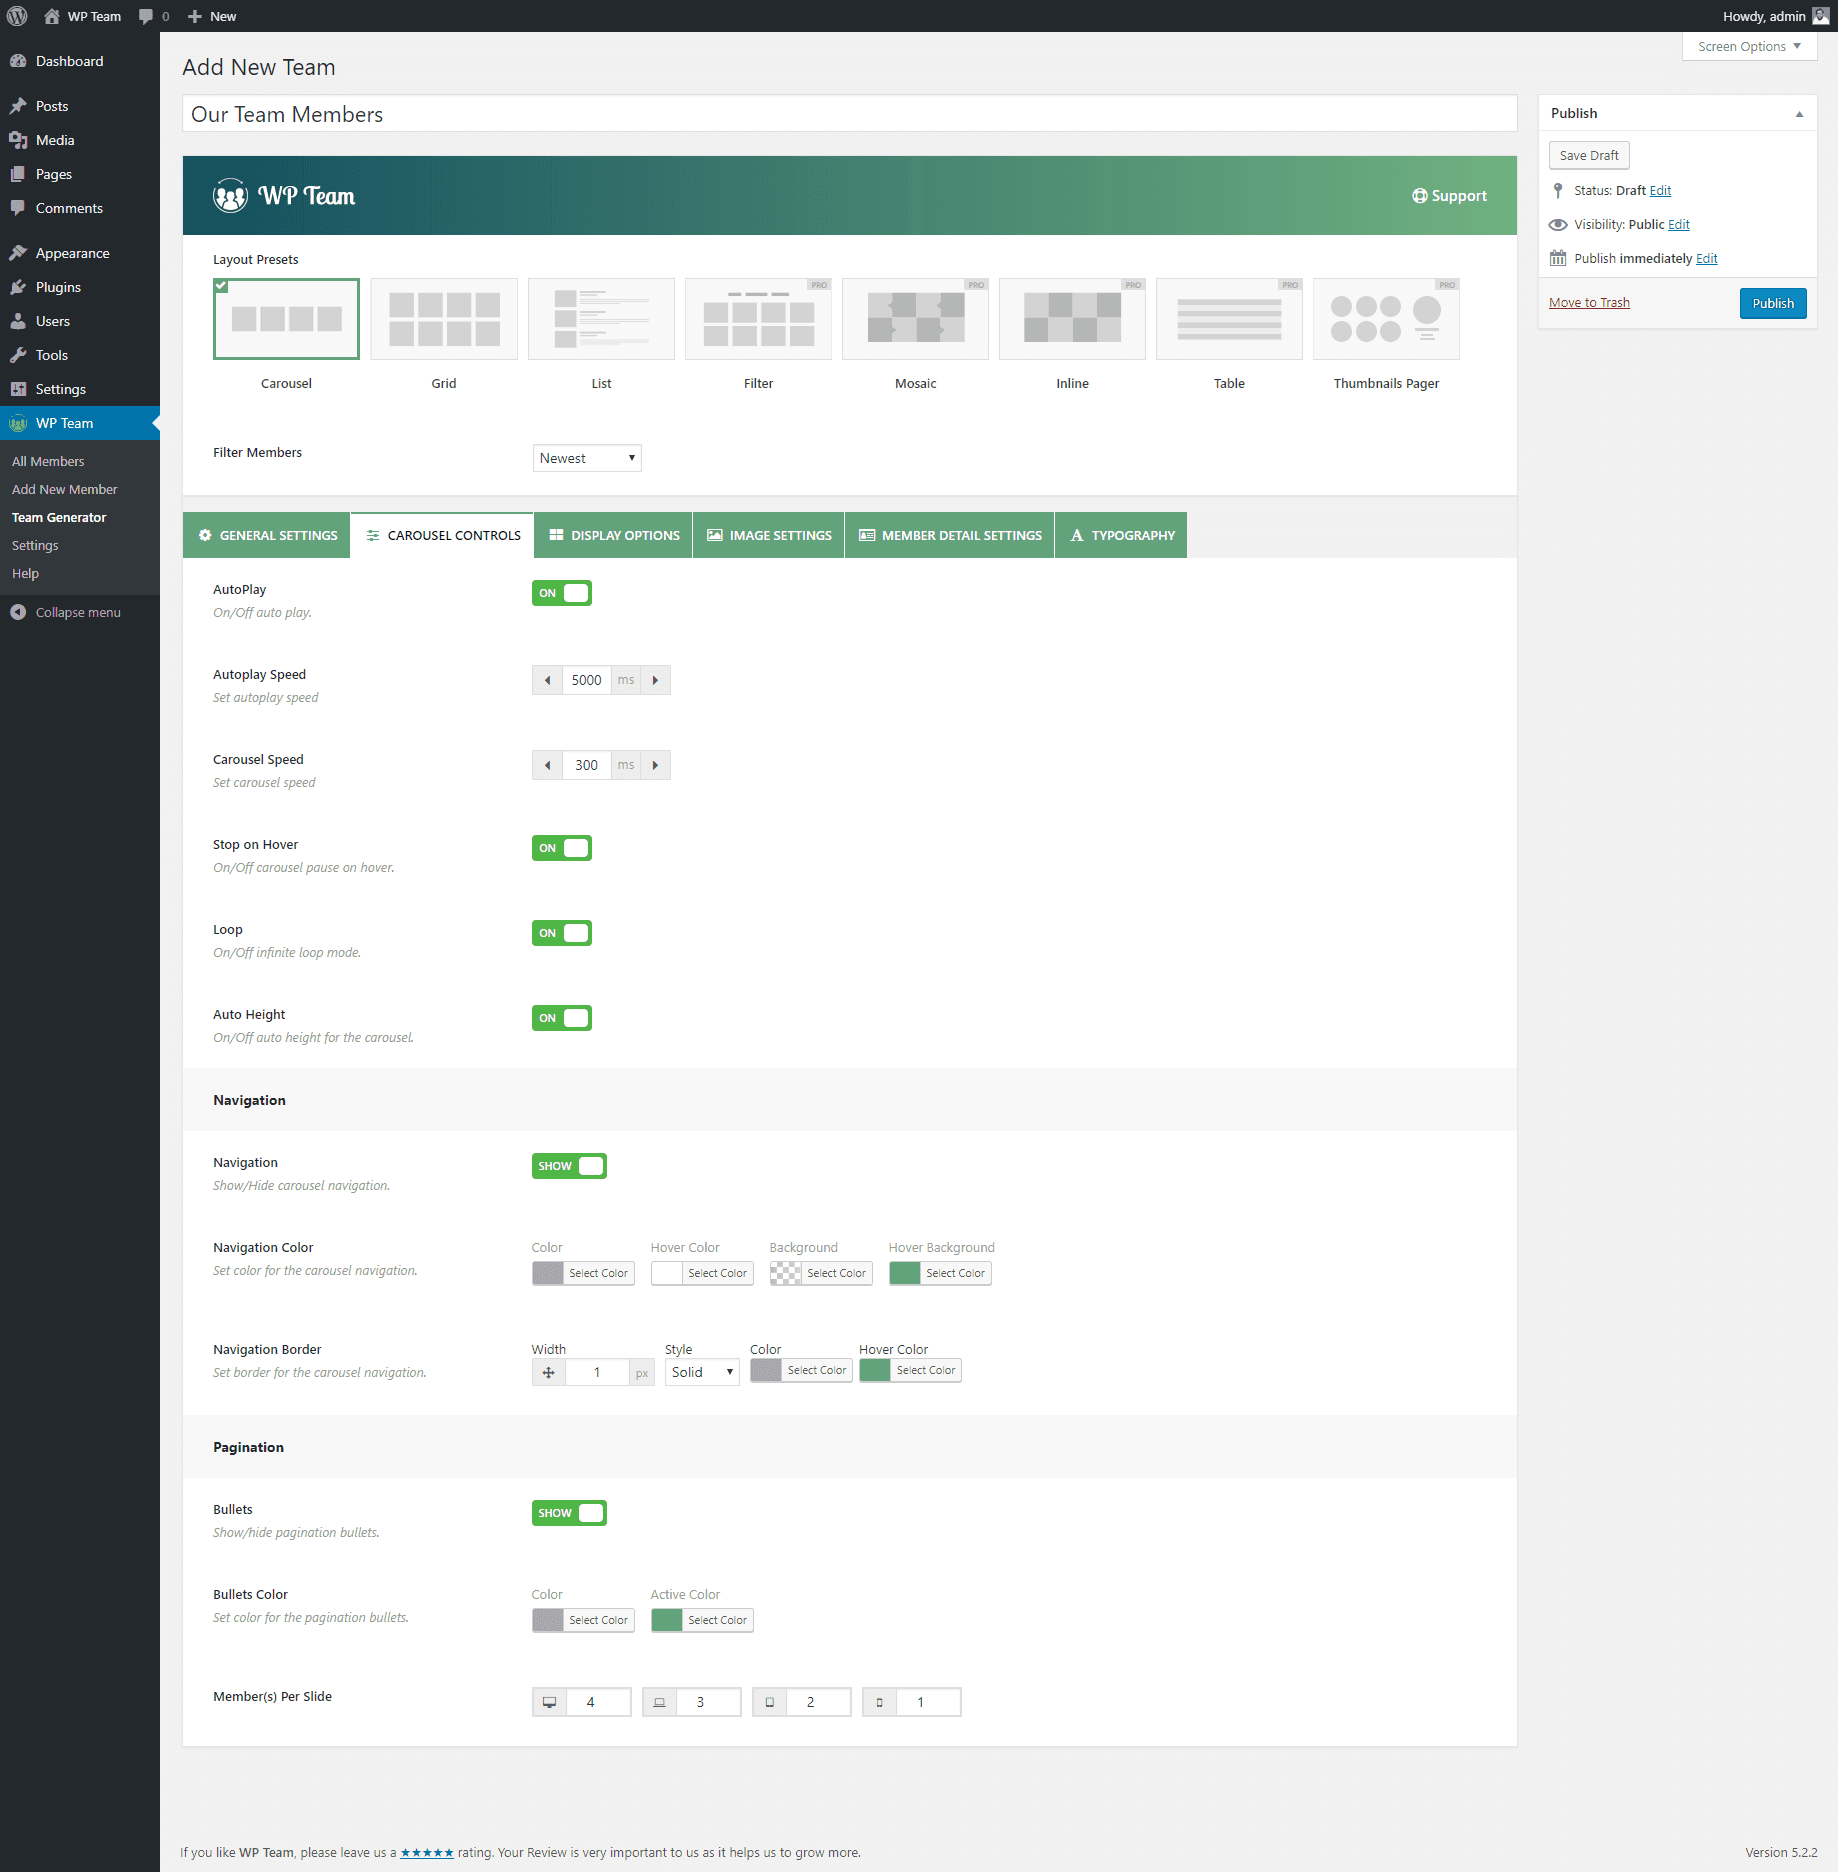 WP Team 0 New Howdy, admin
Screen Options
Dashboard
Posts
Media
Pages
Comments
Appearance
Plugins
Users
Tools
Settings
WP Team
All Members
Add New Member
Team Generator
Settings
Help
Collapse menu
Add New Team
Our Team Members
WP Team Support
Layout Presets
PRO PRO PRO PRO PRO
Carousel Grid List Filter Mosaic Inline Table Thumbnails Pager
Filter Members Newest
GENERAL SETTINGS CAROUSEL CONTROLS DISPLAY OPTIONS IMAGE SETTINGS MEMBER DETAIL SETTINGS TYPOGRAPHY
AutoPlay ON
On/Off auto play.
Autoplay Speed 5000 ms
Set autoplay speed
Carousel Speed 300 ms
Set carousel speed
Stop on Hover ON
On/Off carousel pause on hover.
Loop ON
On/Off infinite loop mode.
Auto Height ON
On/Off auto height for the carousel.
Navigation
Navigation SHOW
Show/Hide carousel navigation.
Navigation Color Color Hover Color Background Hover Background
Set color for the carousel navigation. Select Color Select Color Select Color Select Color
Navigation Border Width Style Color Hover Color
Set border for the carousel navigation. 1 px Solid Select Color Select Color
Pagination
Bullets SHOW
Show/hide pagination bullets.
Bullets Color Color Active Color
Set color for the pagination bullets. Select Color Select Color
Member(s) Per Slide 4 3 2 1
Publish
Save Draft
Status: Draft Edit
Visibility: Public Edit
Publish immediately Edit
Move to Trash Publish
If you like WP Team, please leave us a ★★★★★ rating. Your Review is very important to us as it helps us to grow more. Version 5.2.2